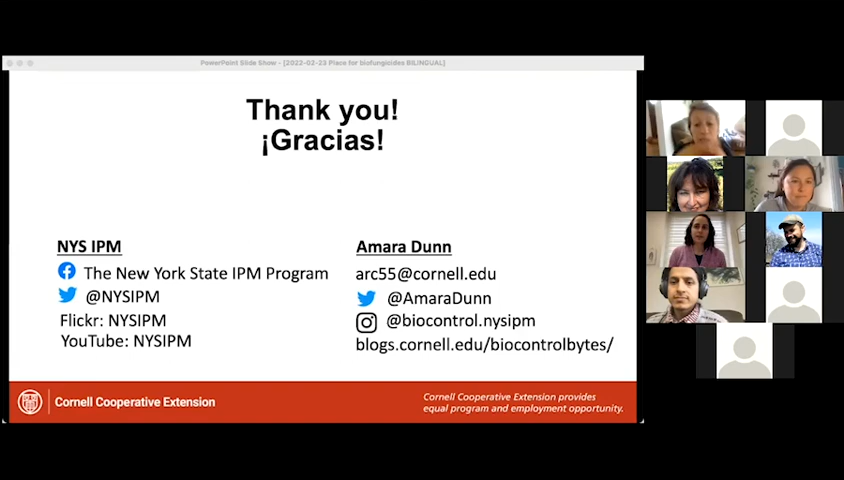 PowerPoint Slide Show - [2022-02-23 Place for biofungicides BILINGUAL]
Thank you!
¡Gracias!
NYS IPM
The New York State IPM Program
@NYSIPM
Flickr: NYSIPM
YouTube: NYSIPM
Amara Dunn
arc55@cornell.edu
@AmaraDunn
@biocontrol.nysipm
blogs.cornell.edu/biocontrolbytes/
Cornell Cooperative Extension
Cornell Cooperative Extension provides
equal program and employment opportunity.